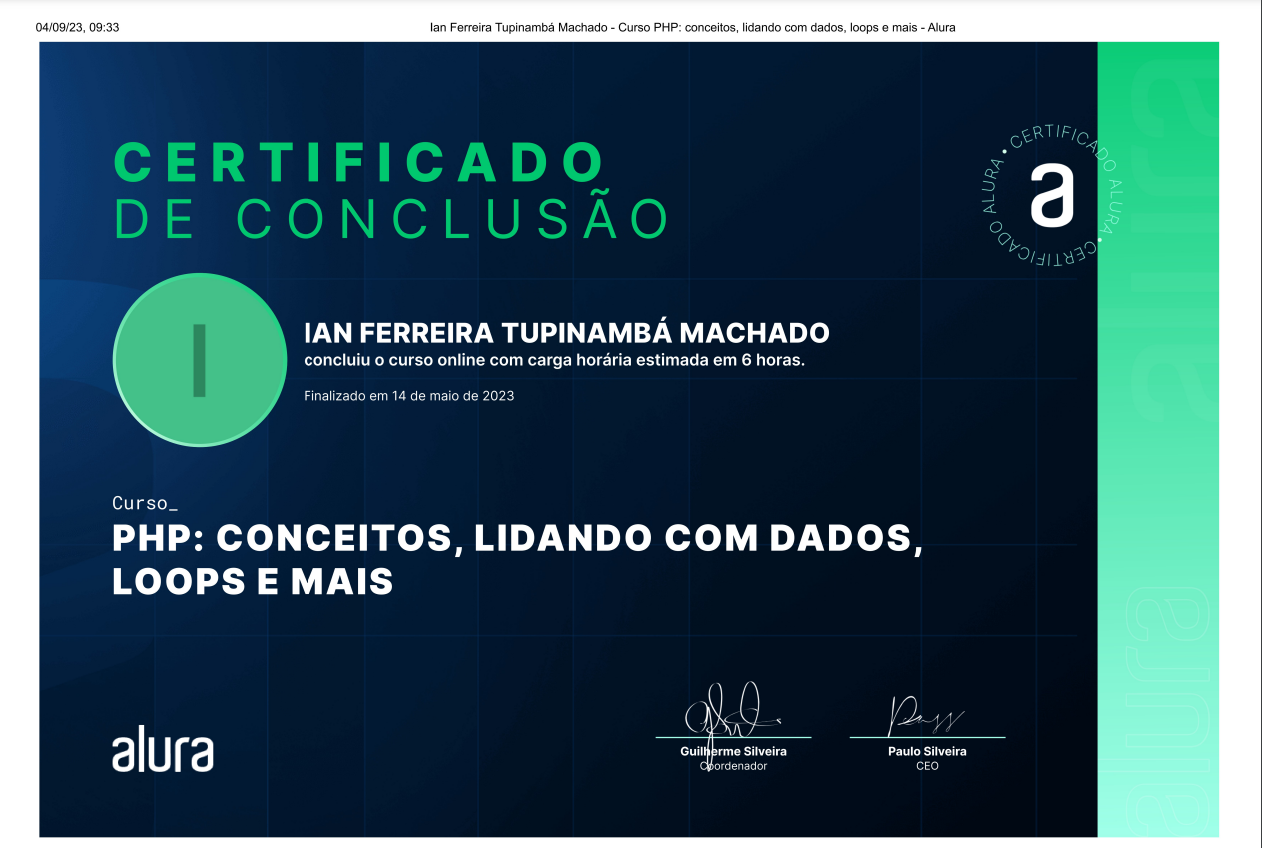 04/09/23, 09:33
Ian Ferreira Tupinambá Machado - Curso PHP: conceitos, lidando com dados, loops e mais - Alura
CERTIFICADO
DE CONCLUSÃO
• CERTIFICADO ALURA • CERTIFICADO ALURA
a
alura
I
IAN FERREIRA TUPINAMBÁ MACHADO
concluiu o curso online com carga horária estimada em 6 horas.
Finalizado em 14 de maio de 2023
Curso_
PHP: CONCEITOS, LIDANDO COM DADOS,
LOOPS E MAIS
alura
alura
Guilherme Silveira
Coordenador
Paulo Silveira
CEO
alura